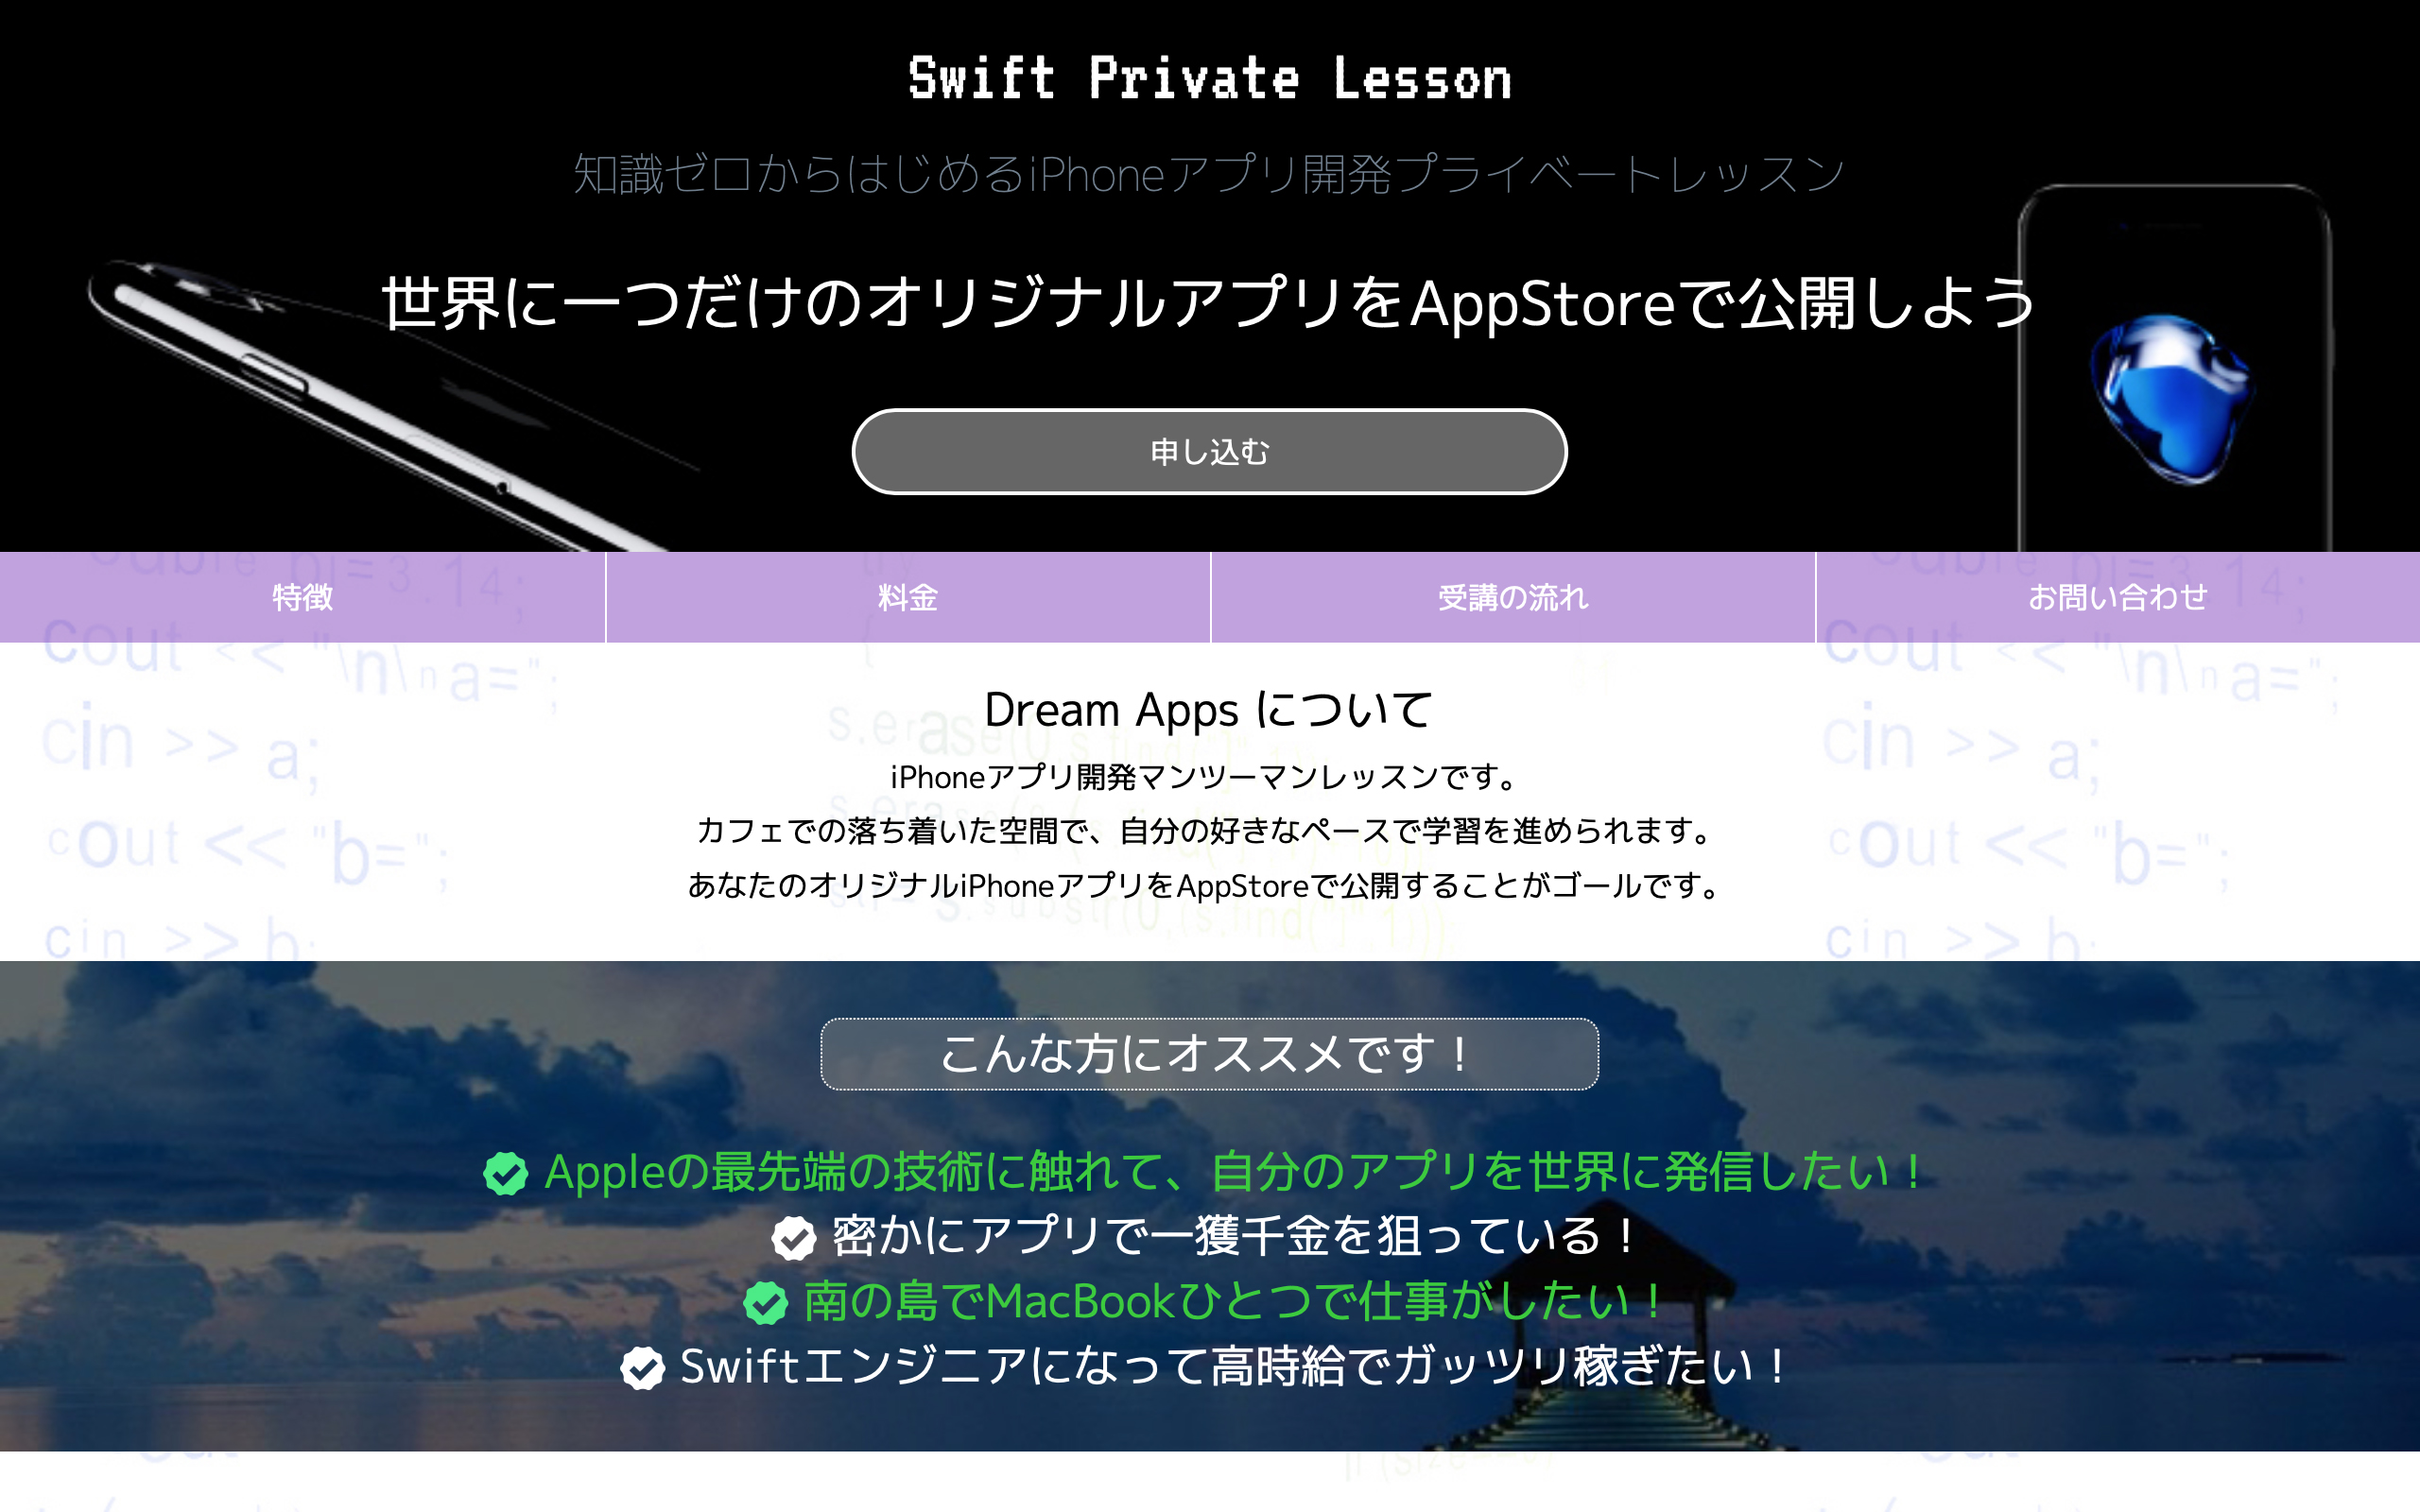 Swift Private Lesson
知識ゼロからはじめるiPhoneアプリ開発プライベートレッスン
世界に一つだけのオリジナルアプリをAppStoreで公開しよう
申し込む
特徴
料金
受講の流れ
お問い合わせ
Dream Apps について
iPhoneアプリ開発マンツーマンレッスンです。
カフェでの落ち着いた空間で、自分の好きなペースで学習を進められます。
あなたのオリジナルiPhoneアプリをAppStoreで公開することがゴールです。
cout << "\n\na=";
cin >> a;
cout << "b=";
cin >> b;
cout << "\n\na=";
cin >> a;
cout << "b=";
cin >> b;
こんな方にオススメです！
Appleの最先端の技術に触れて、自分のアプリを世界に発信したい！
密かにアプリで一獲千金を狙っている！
南の島でMacBookひとつで仕事がしたい！
Swiftエンジニアになって高時給でガッツリ稼ぎたい！